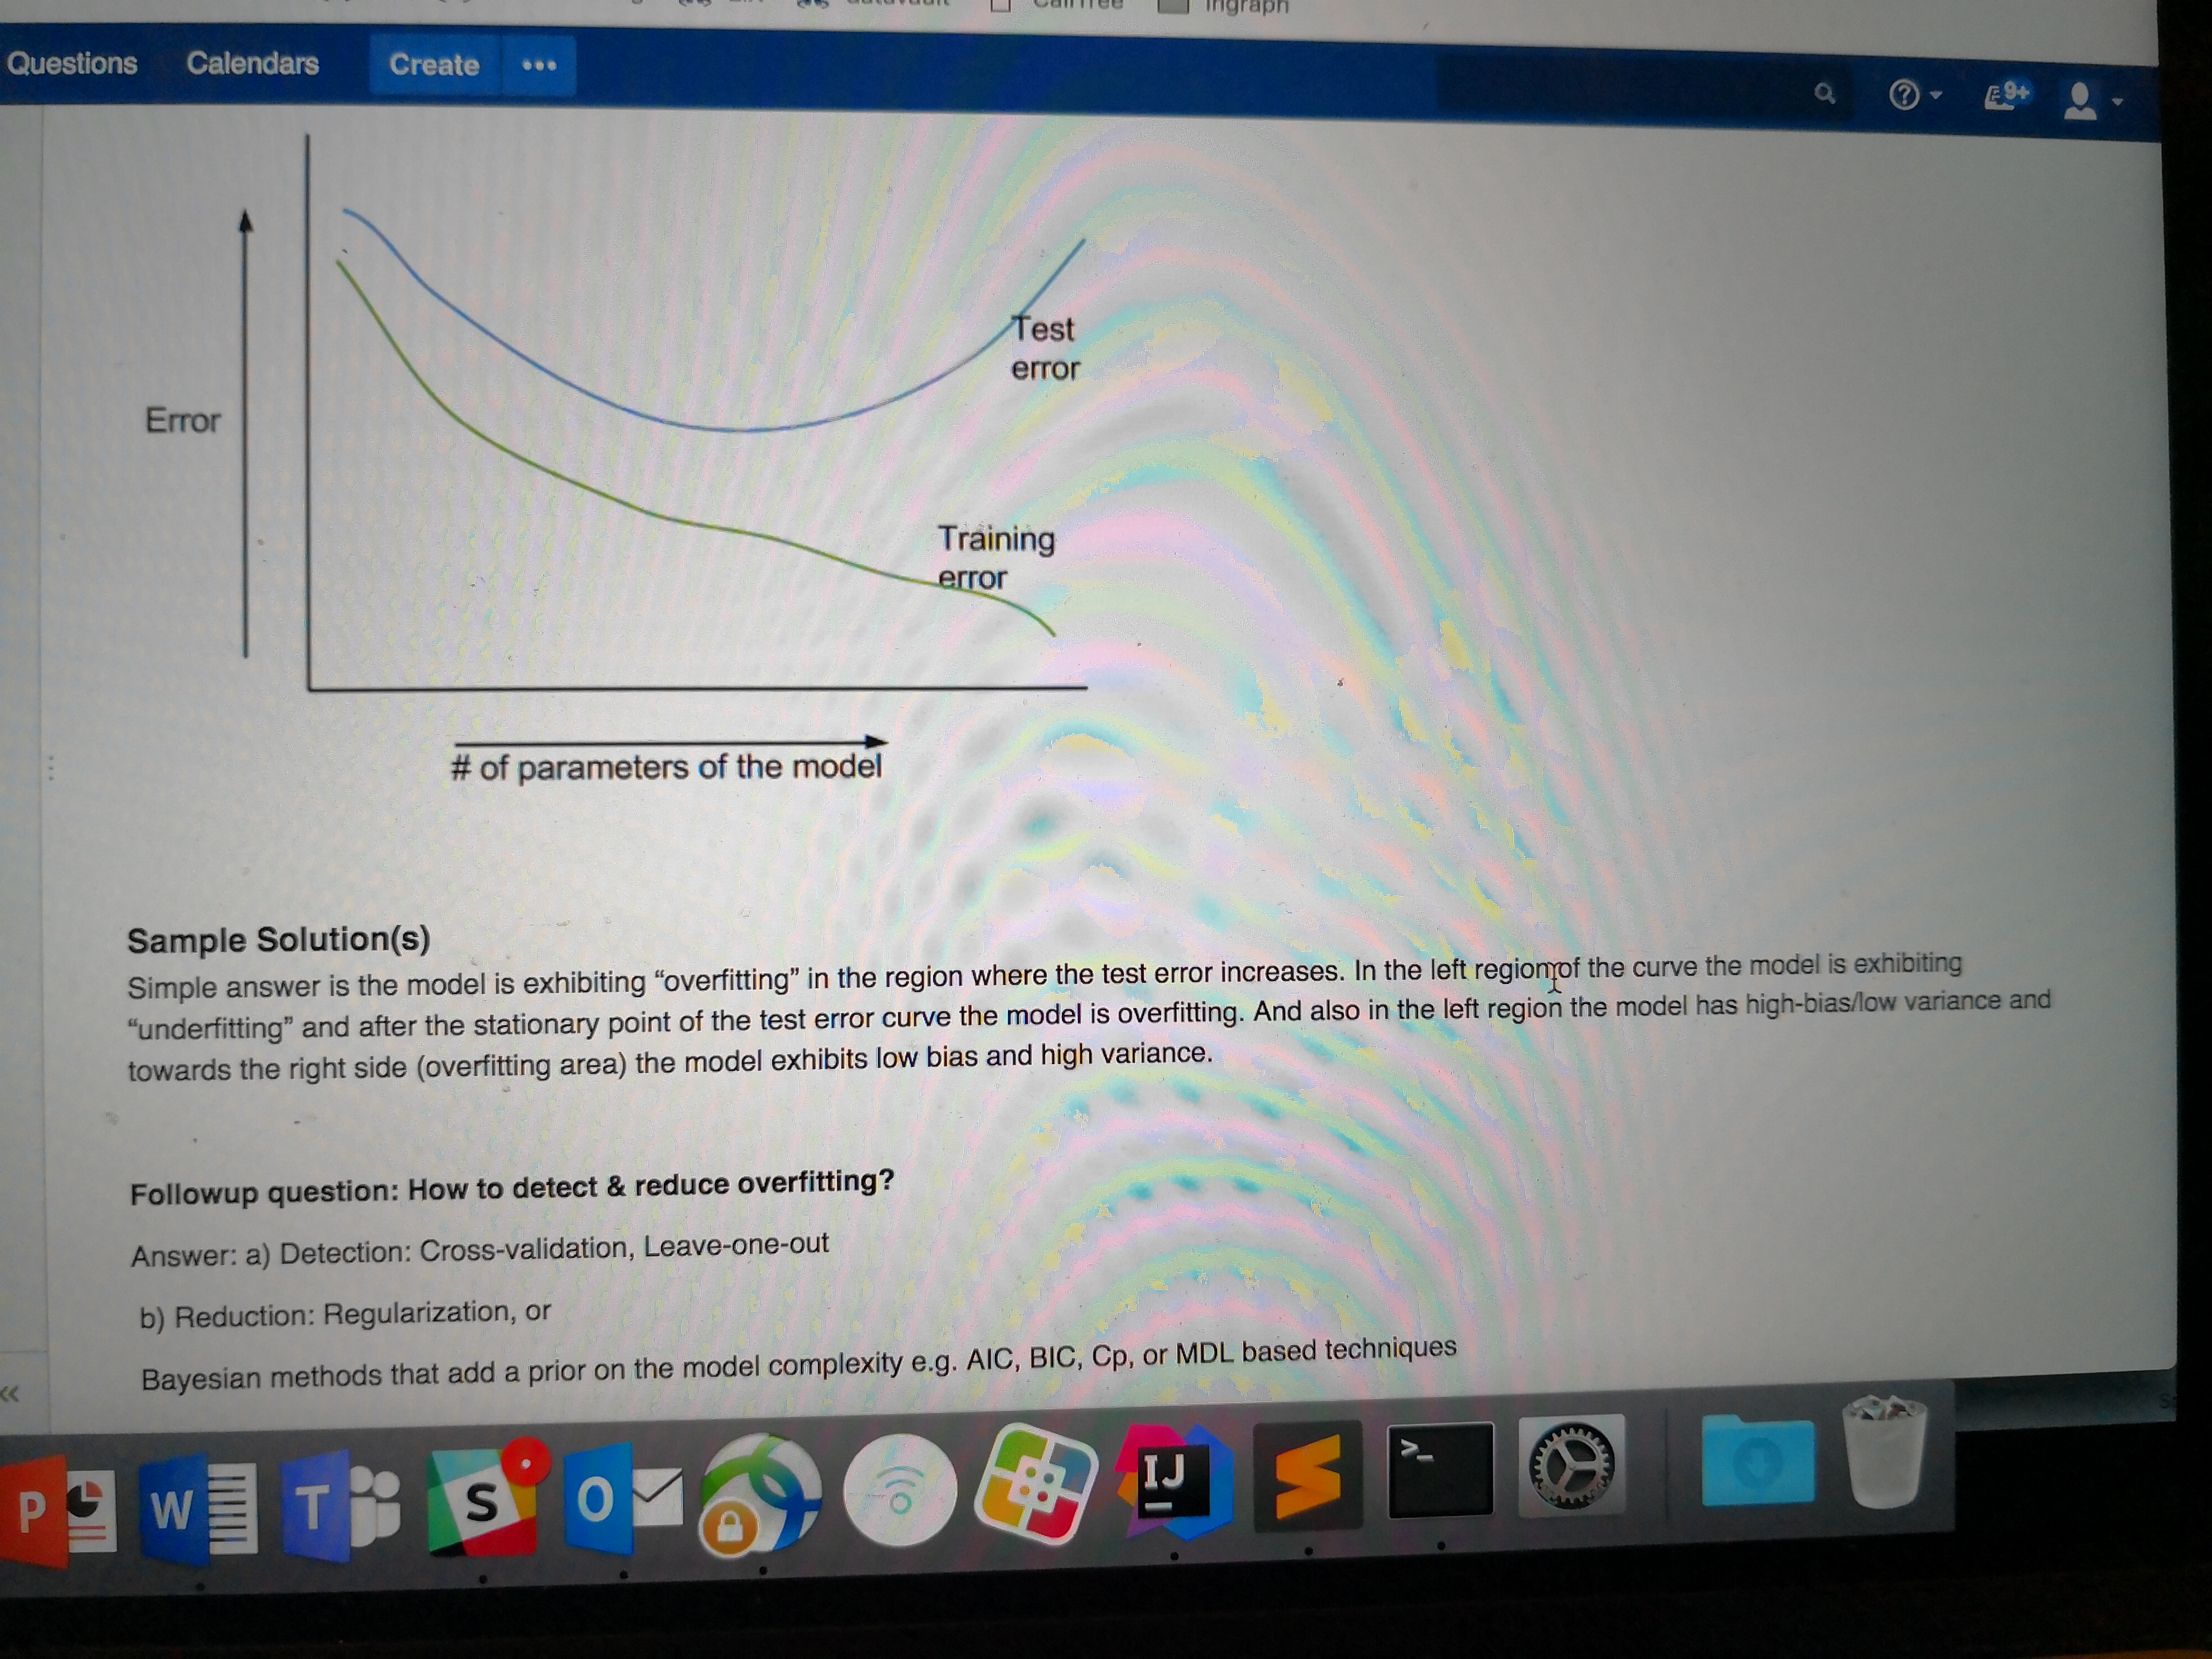 CallTree Ingraph
Questions Calendars Create •••
9+
Test
error
Error
Training
error
# of parameters of the model
Sample Solution(s)
Simple answer is the model is exhibiting “overfitting” in the region where the test error increases. In the left region of the curve the model is exhibiting
“underfitting” and after the stationary point of the test error curve the model is overfitting. And also in the left region the model has high-bias/low variance and
towards the right side (overfitting area) the model exhibits low bias and high variance.
Followup question: How to detect & reduce overfitting?
Answer: a) Detection: Cross-validation, Leave-one-out
b) Reduction: Regularization, or
Bayesian methods that add a prior on the model complexity e.g. AIC, BIC, Cp, or MDL based techniques
P W T S O IJ >_